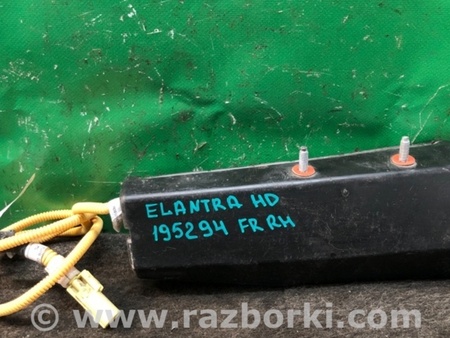 ELANTRA HD
195294 FR RH
www.razborki.com